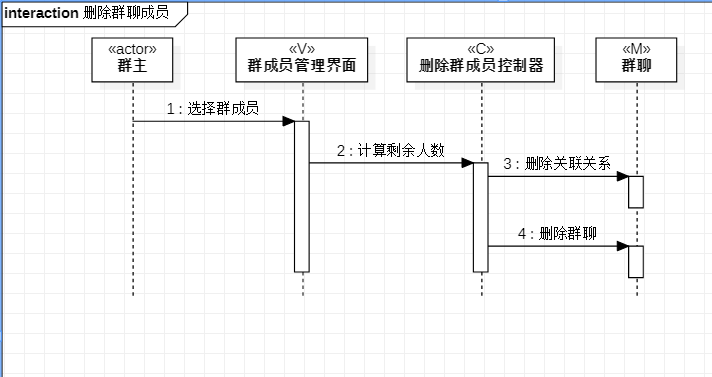 interaction 删除群聊成员
«actor»
群主
«V»
群成员管理界面
«C»
删除群成员控制器
«M»
群聊
1 : 选择群成员
2 : 计算剩余人数
3 : 删除关联关系
4 : 删除群聊